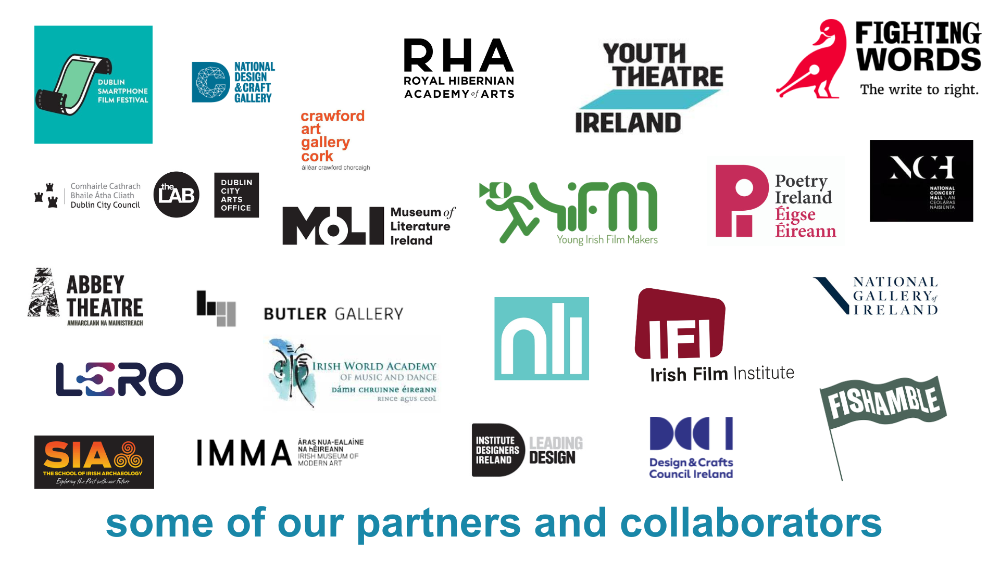 DUBLIN
SMARTPHONE
FILM FESTIVAL
NATIONAL
DESIGN
& CRAFT
GALLERY
RHA
ROYAL HIBERNIAN
ACADEMY of ARTS
YOUTH
THEATRE
IRELAND
FIGHTING
WORDS
The write to right.
crawford
art
gallery
cork
áiléar crawford chorcaigh
Comhairle Cathrach
Bhaile Átha Cliath
Dublin City Council
the
LAB
DUBLIN
CITY
ARTS
OFFICE
MoLI
Museum of
Literature
Ireland
YIFM
Young Irish Film Makers
Poetry
Ireland
Éigse
Éireann
NCH
NATIONAL
CONCERT
HALL \ AN
CEOLÁRAS
NÁISIÚNTA
ABBEY
THEATRE
AMHARCLANN NA MAINISTREACH
BUTLER GALLERY
nli
IFI
Irish Film Institute
NATIONAL
GALLERY of
IRELAND
LERO
IRISH WORLD ACADEMY
OF MUSIC AND DANCE
DÁMH CHRUINNE ÉIREANN
RINCE AGUS CEOL
FISHAMBLE
SIA
THE SCHOOL OF IRISH ARCHAEOLOGY
Exploring the Past with our Future
IMMA
ÁRAS NUA-EALAÍNE
NA hÉIREANN
IRISH MUSEUM OF
MODERN ART
INSTITUTE
DESIGNERS
IRELAND
LEADING
DESIGN
DCCI
Design & Crafts
Council Ireland
some of our partners and collaborators